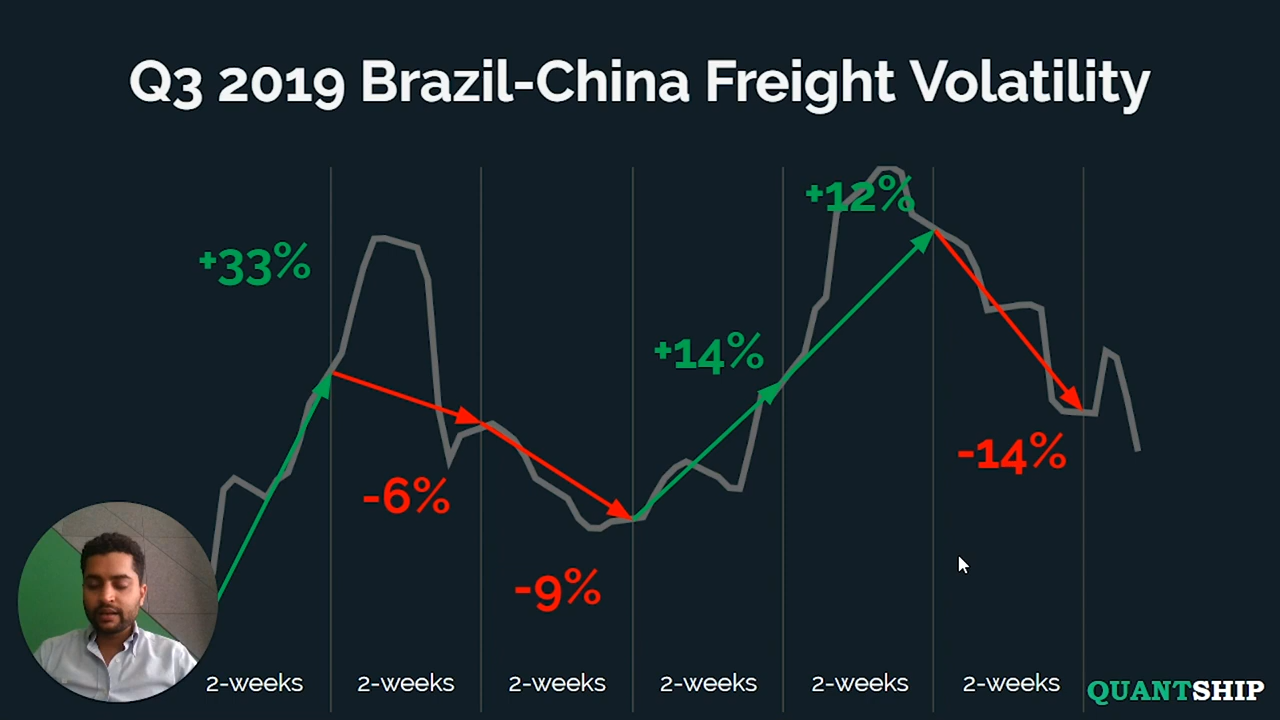 Q3 2019 Brazil-China Freight Volatility
+33%
-6%
-9%
+14%
+12%
-14%
2-weeks 2-weeks 2-weeks 2-weeks 2-weeks 2-weeks
QUANTSHIP